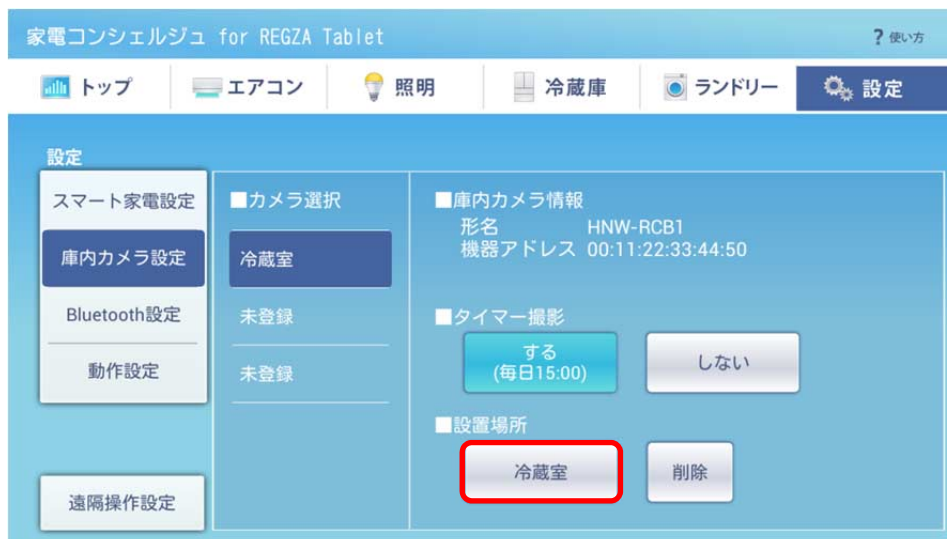 家電コンシェルジュ for REGZA Tablet
? 使い方
トップ
エアコン
照明
冷蔵庫
ランドリー
設定
設定
スマート家電設定
庫内カメラ設定
Bluetooth設定
動作設定
遠隔操作設定
■カメラ選択
冷蔵室
未登録
未登録
■庫内カメラ情報
形名 HNW-RCB1
機器アドレス 00:11:22:33:44:50
■タイマー撮影
する
(毎日15:00)
しない
■設置場所
冷蔵室
削除